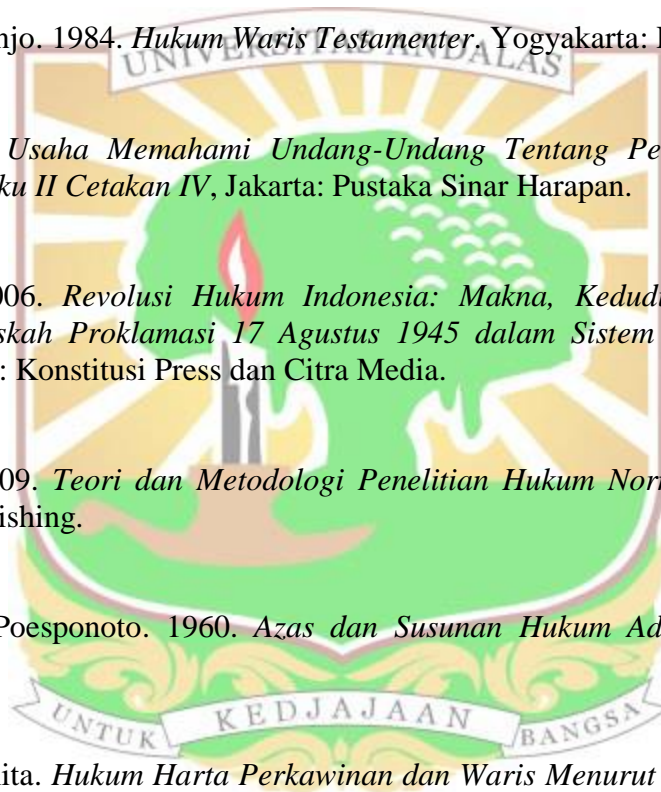 njo. 1984. Hukum Waris Testamenter. Yogyakarta:
UNIVERSITAS ANDALAS
Usaha Memahami Undang-Undang Tentang Pe
ku II Cetakan IV, Jakarta: Pustaka Sinar Harapan.
006. Revolusi Hukum Indonesia: Makna, Kedudi
skah Proklamasi 17 Agustus 1945 dalam Sistem
: Konstitusi Press dan Citra Media.
09. Teori dan Metodologi Penelitian Hukum Nor
ishing.
Poesponoto. 1960. Azas dan Susunan Hukum Ad
UNTUK KEDJAJAAN BANGSA
ita. Hukum Harta Perkawinan dan Waris Menurut